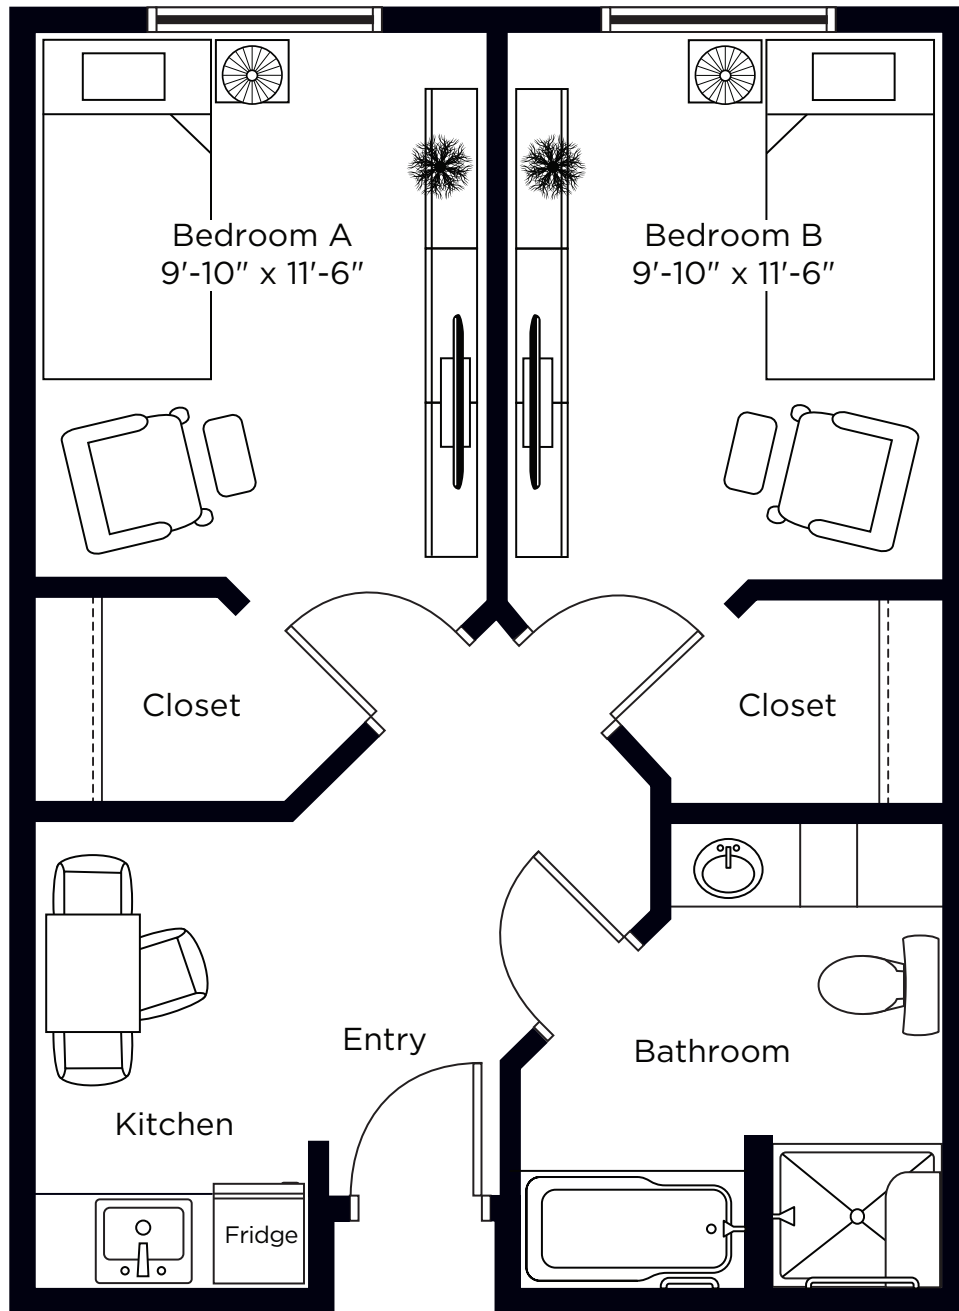 Bedroom A
9'-10" x 11'-6"
Bedroom B
9'-10" x 11'-6"
Closet
Closet
Entry
Bathroom
Kitchen
Fridge